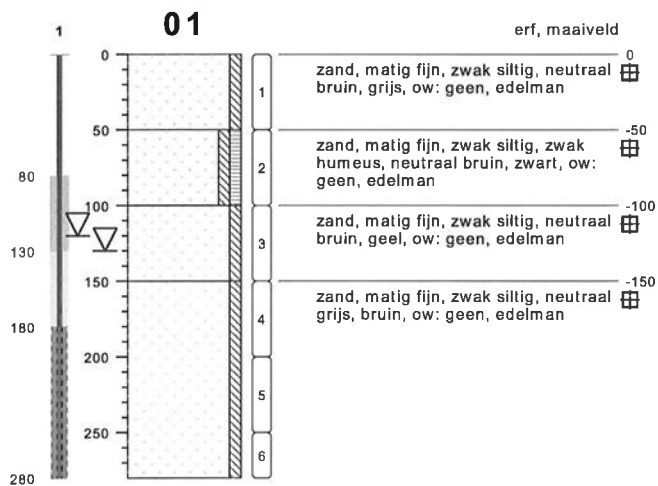 1
01
erf, maaiveld
0
0
zand, matig fijn, zwak siltig, neutraal
bruin, grijs, ow: geen, edelman
1
50
-50
zand, matig fijn, zwak siltig, zwak
humeus, neutraal bruin, zwart, ow:
geen, edelman
2
80
100
-100
zand, matig fijn, zwak siltig, neutraal
bruin, geel, ow: geen, edelman
3
130
150
-150
zand, matig fijn, zwak siltig, neutraal
grijs, bruin, ow: geen, edelman
4
180
200
5
250
6
280